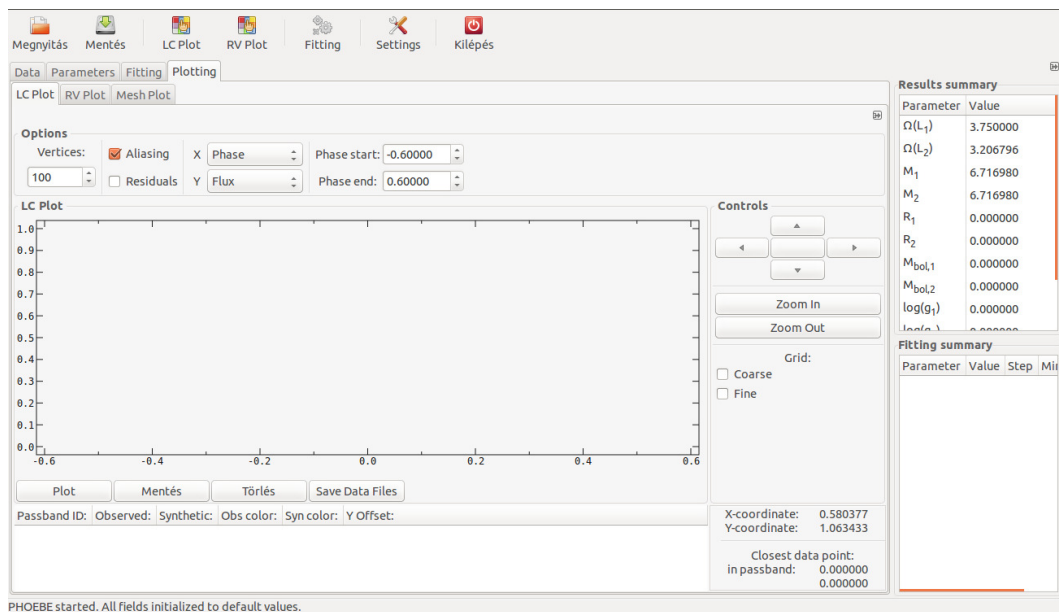 Megnyitás Mentés LC Plot RV Plot Fitting Settings Kilépés
Data Parameters Fitting Plotting
LC Plot RV Plot Mesh Plot
Options
Vertices: Aliasing X Phase Phase start: -0.60000
100 Residuals Y Flux Phase end: 0.60000
LC Plot
1.0
0.9
0.8
0.7
0.6
0.5
0.4
0.3
0.2
0.1
0.0
-0.6 -0.4 -0.2 0.0 0.2 0.4 0.6
Plot Mentés Törlés Save Data Files
Passband ID: Observed: Synthetic: Obs color: Syn color: Y Offset:
Controls
Zoom In
Zoom Out
Grid:
Coarse
Fine
X-coordinate: 0.580377
Y-coordinate: 1.063433
Closest data point:
in passband: 0.000000
0.000000
Results summary
Parameter Value
Ω(L₁) 3.750000
Ω(L₂) 3.206796
M₁ 6.716980
M₂ 6.716980
R₁ 0.000000
R₂ 0.000000
Mbol,1 0.000000
Mbol,2 0.000000
log(g₁) 0.000000
Fitting summary
Parameter Value Step Min
PHOEBE started. All fields initialized to default values.